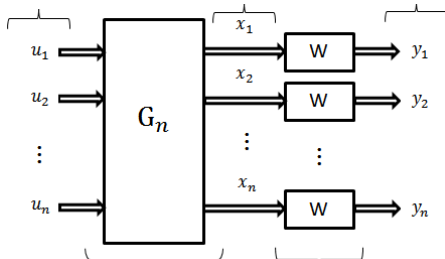 x₁
u₁ W y₁
x₂
u₂ W y₂
Gₙ
⋮ ⋮ ⋮
xₙ
uₙ W yₙ